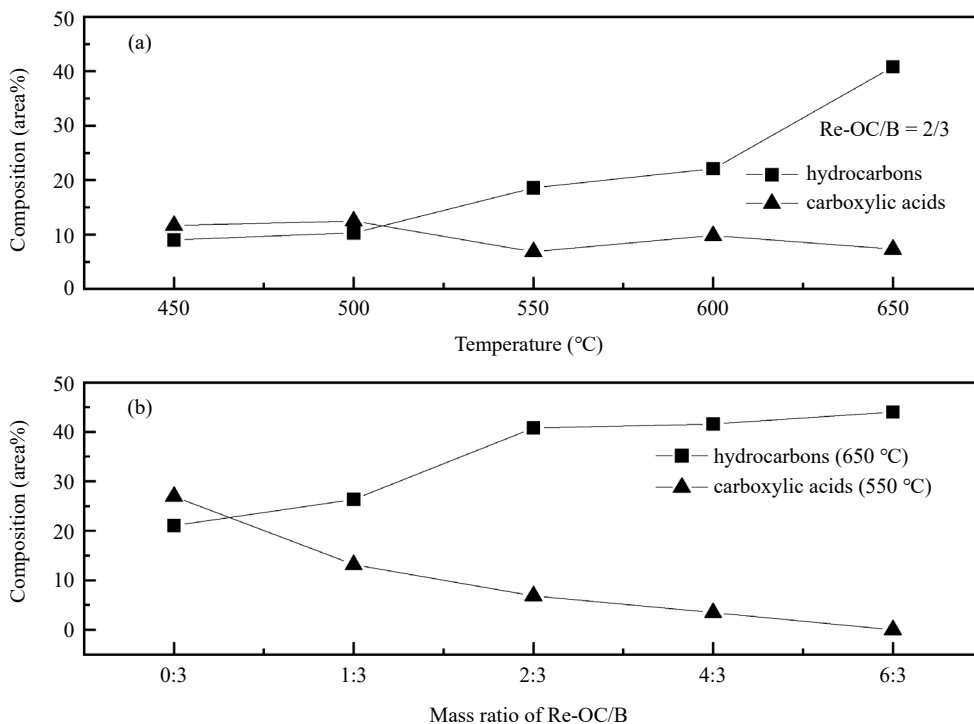 50
(a)
40
30
Re-OC/B = 2/3
20
hydrocarbons
carboxylic acids
10
0
Composition (area%)
450 500 550 600 650
Temperature (℃)
50
(b)
40
hydrocarbons (650 ℃)
30
carboxylic acids (550 ℃)
20
10
0
Composition (area%)
0:3 1:3 2:3 4:3 6:3
Mass ratio of Re-OC/B